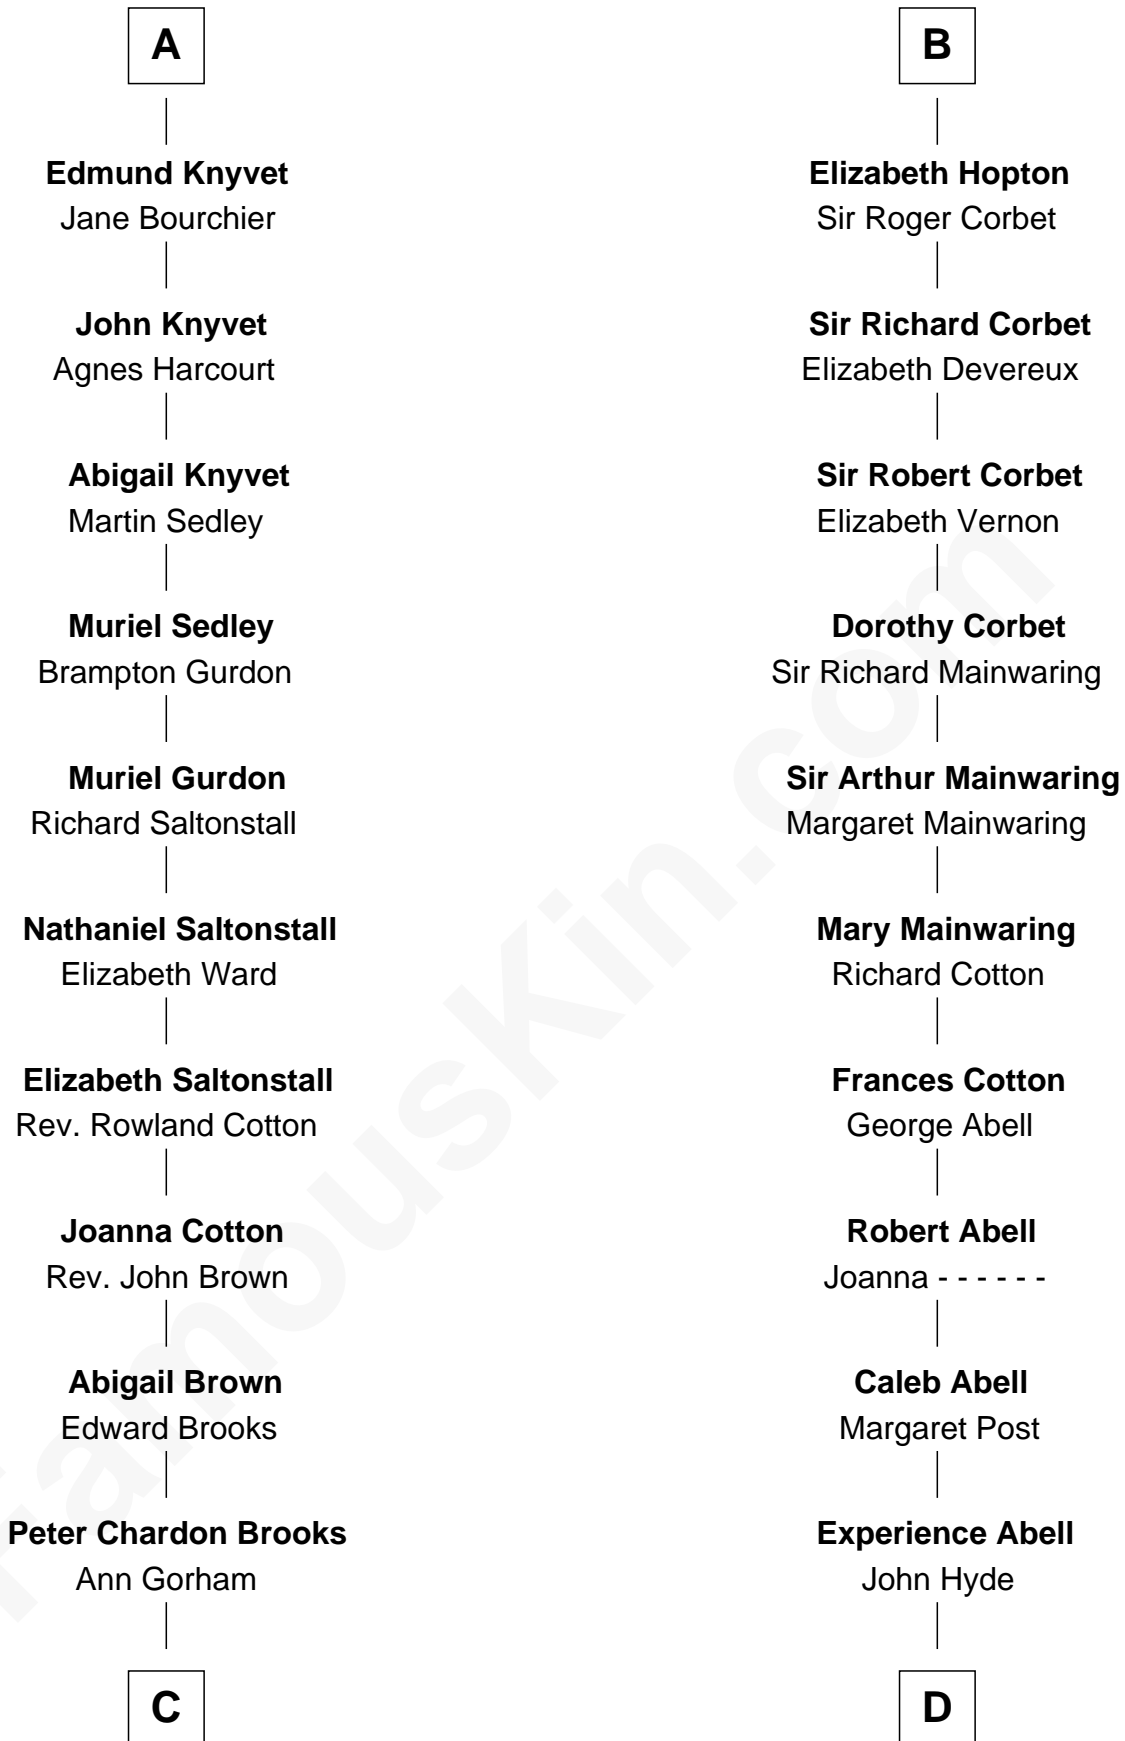 A
Edmund Knyvet
Jane Bourchier
John Knyvet
Agnes Harcourt
Abigail Knyvet
Martin Sedley
Muriel Sedley
Brampton Gurdon
Muriel Gurdon
Richard Saltonstall
Nathaniel Saltonstall
Elizabeth Ward
Elizabeth Saltonstall
Rev. Rowland Cotton
Joanna Cotton
Rev. John Brown
Abigail Brown
Edward Brooks
Peter Chardon Brooks
Ann Gorham
C
B
Elizabeth Hopton
Sir Roger Corbet
Sir Richard Corbet
Elizabeth Devereux
Sir Robert Corbet
Elizabeth Vernon
Dorothy Corbet
Sir Richard Mainwaring
Sir Arthur Mainwaring
Margaret Mainwaring
Mary Mainwaring
Richard Cotton
Frances Cotton
George Abell
Robert Abell
Joanna - - - - - -
Caleb Abell
Margaret Post
Experience Abell
John Hyde
D
FamousKin.com